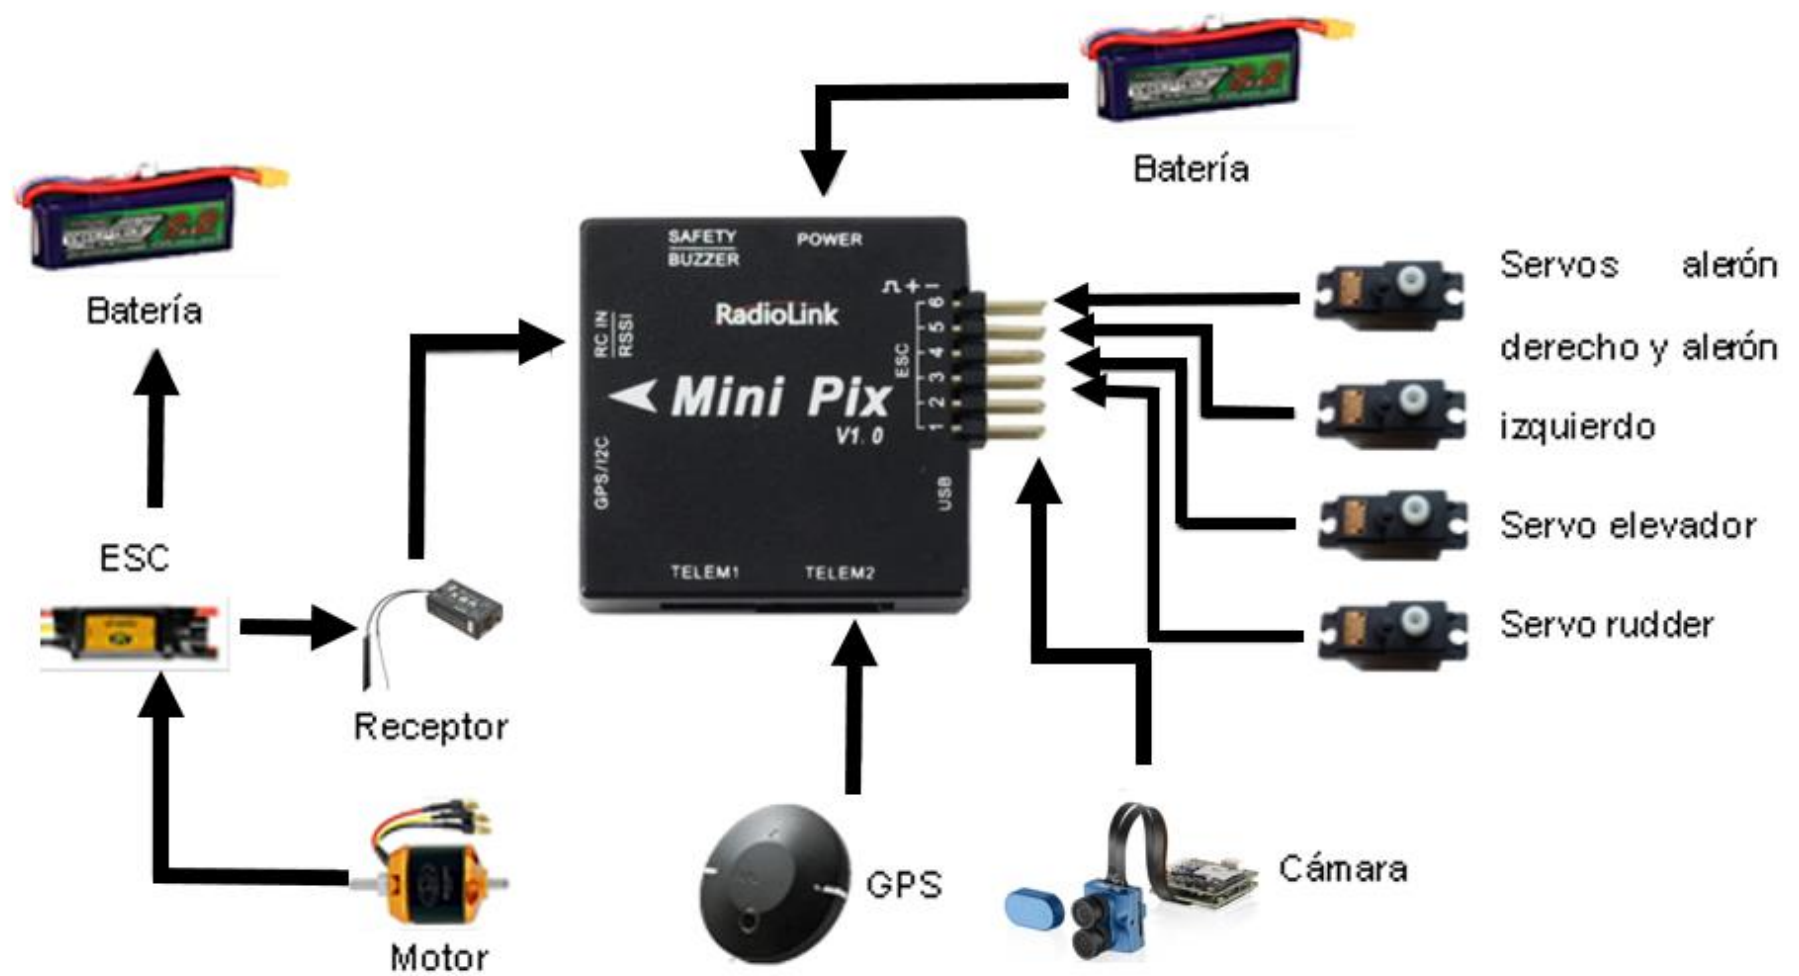 Batería
Batería
SAFETY
BUZZER
POWER
RC IN
RSSI
RadioLink
Mini Pix
V1.0
ESC
6
5
4
3
2
1
GPS/I2C
USB
TELEM1
TELEM2
Servos alerón
derecho y alerón
izquierdo
Servo elevador
Servo rudder
ESC
Receptor
Motor
GPS
Cámara